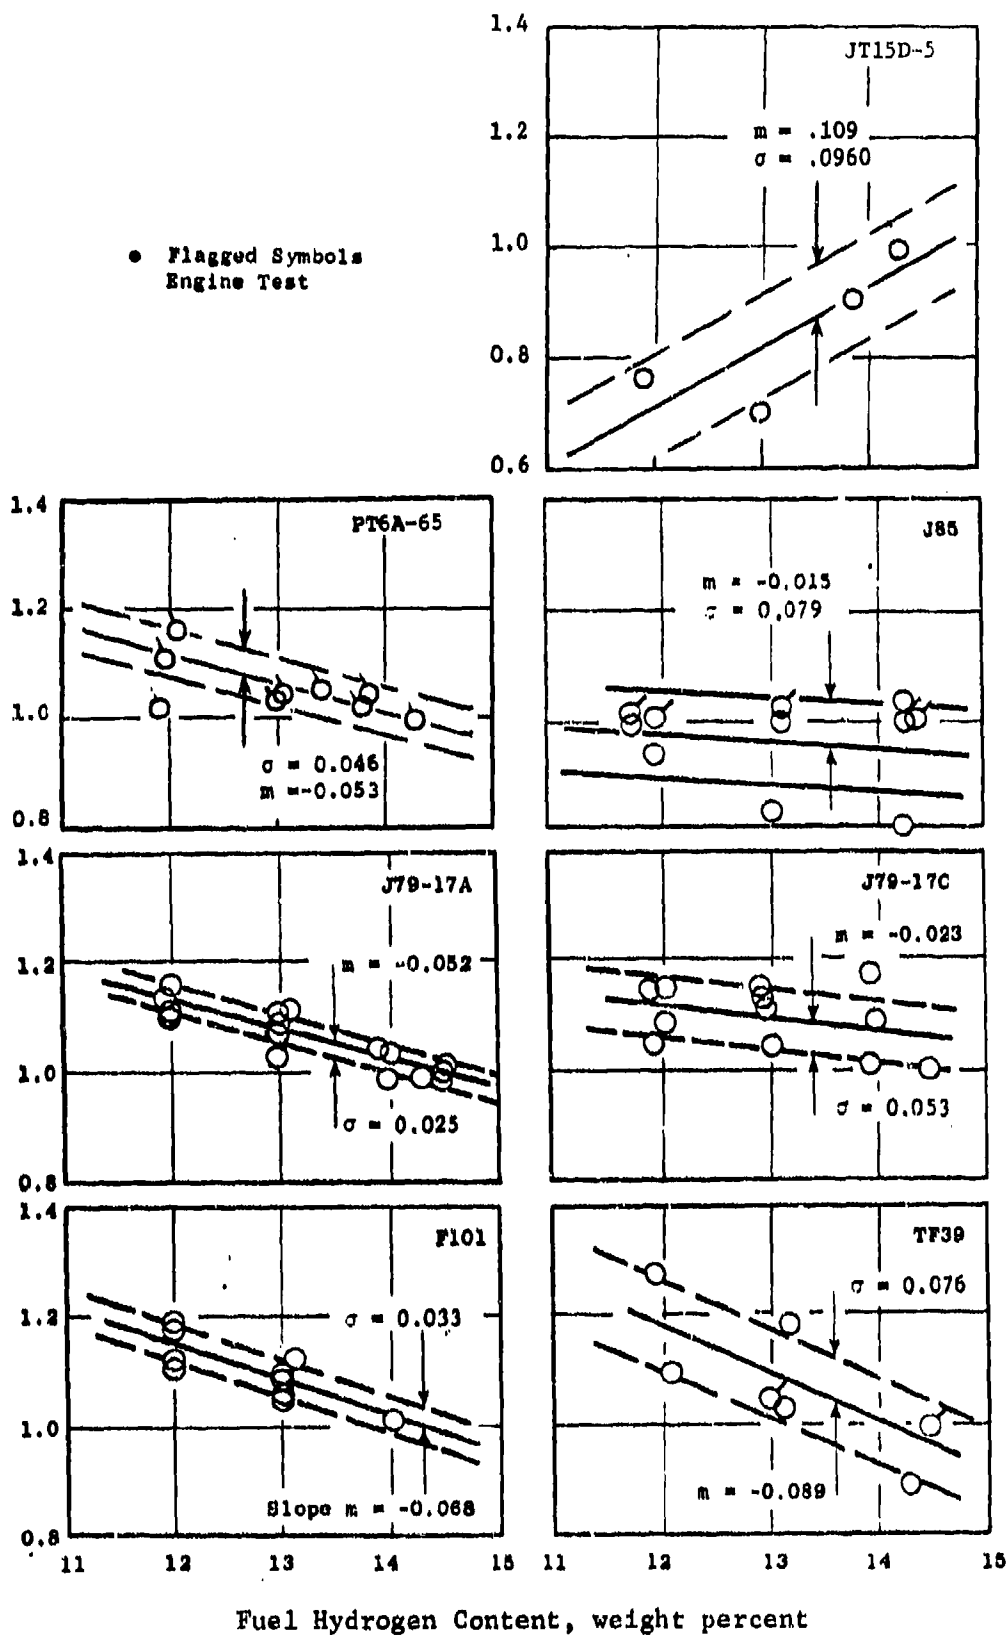 1.4
JT15D-5
1.2
m = .109
σ = .0960
1.0
0.8
0.6
● Flagged Symbols
Engine Test
1.4
PT6A-65
1.2
1.0
σ = 0.046
m =-0.053
0.8
J85
m = -0.015
σ = 0.079
1.4
J79-17A
1.2
m = -0.052
1.0
σ = 0.025
0.8
J79-17C
m = -0.023
σ = 0.053
1.4
F101
1.2
σ = 0.033
1.0
Slope m = -0.068
0.8
TF39
σ = 0.076
m = -0.089
11 12 13 14 15
11 12 13 14 15
Fuel Hydrogen Content, weight percent